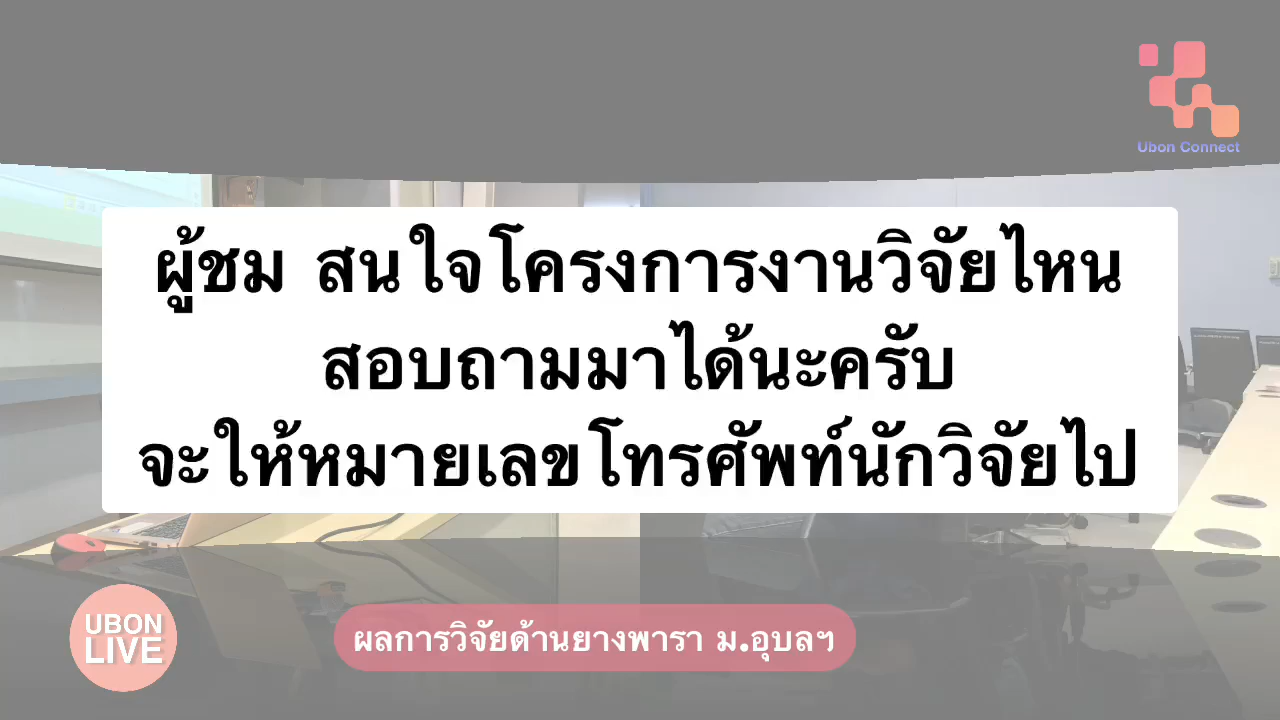 Ubon Connect
ผู้ชม สนใจโครงการงานวิจัยไหน
สอบถามมาได้นะครับ
จะให้หมายเลขโทรศัพท์นักวิจัยไป
UBON
LIVE
ผลการวิจัยด้านยางพารา ม.อุบลฯ